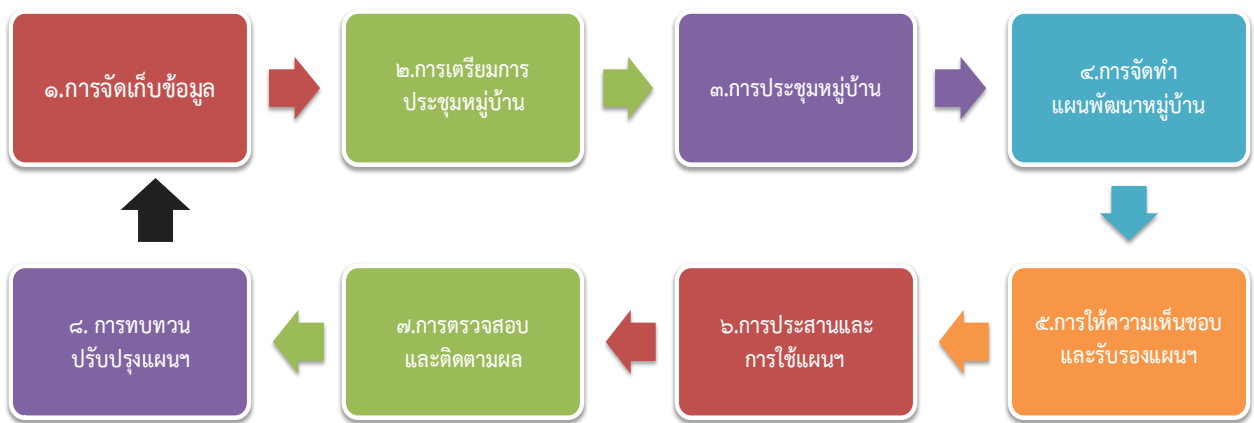 ๑.การจัดเก็บข้อมูล
๒.การเตรียมการ
ประชุมหมู่บ้าน
๓.การประชุมหมู่บ้าน
๔.การจัดทำ
แผนพัฒนาหมู่บ้าน
๕.การให้ความเห็นชอบ
และรับรองแผนฯ
๖.การประสานและ
การใช้แผนฯ
๗.การตรวจสอบ
และติดตามผล
๘. การทบทวน
ปรับปรุงแผนฯ